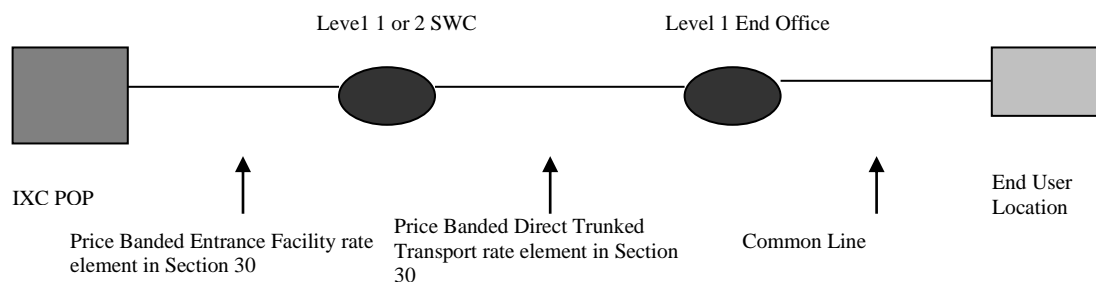 Leve1 1 or 2 SWC
Level 1 End Office
IXC POP
End User
Location
Price Banded Entrance Facility rate
element in Section 30
Price Banded Direct Trunked
Transport rate element in Section
30
Common Line